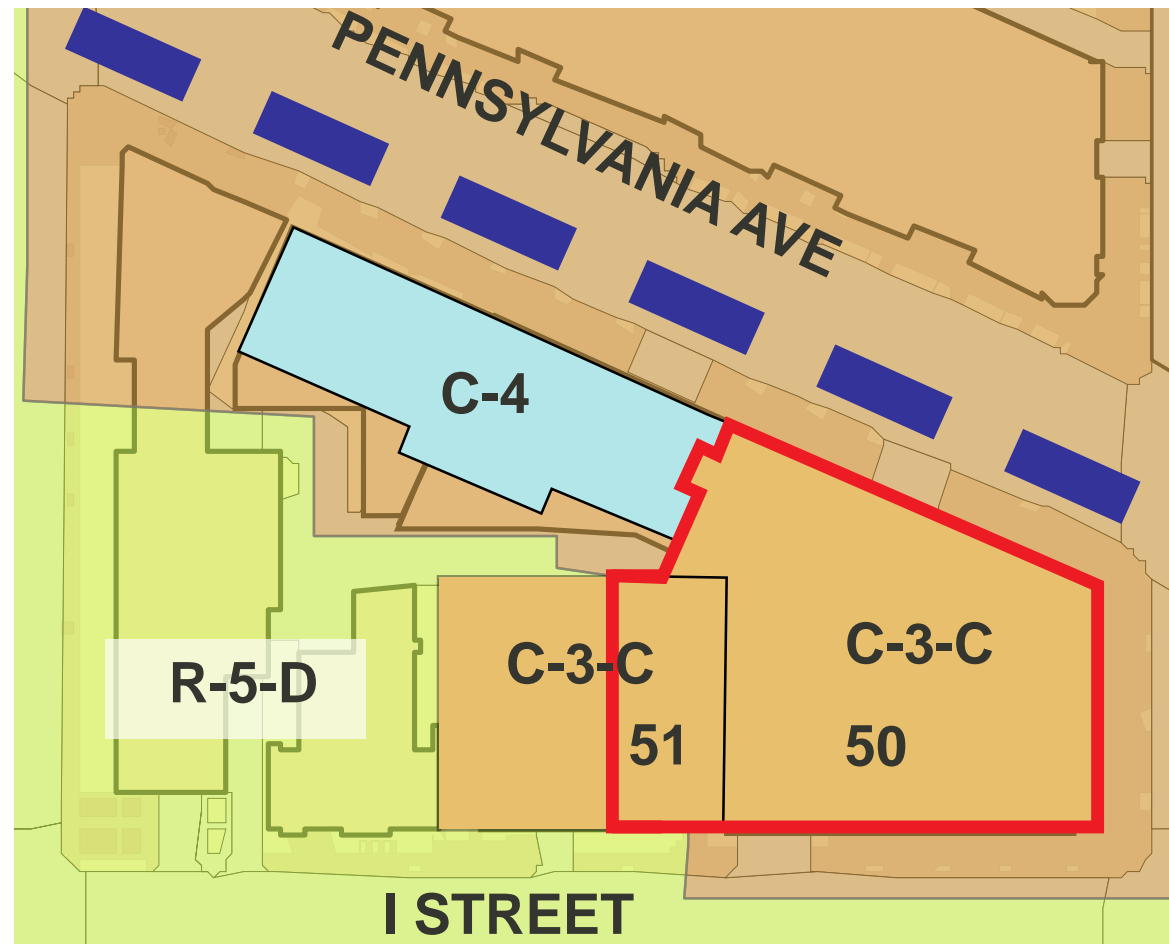 PENNSYLVANIA AVE
C-4
C-3-C
C-3-C
R-5-D
51
50
I STREET